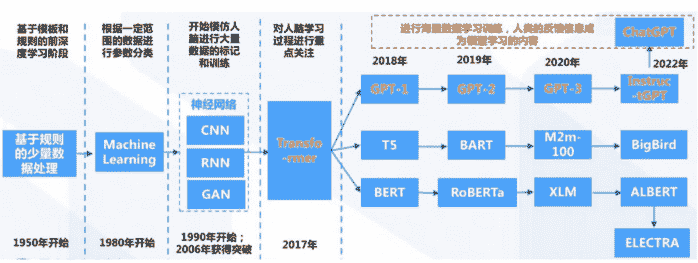 基于模板和
规则的前深
度学习阶段
根据一定范
围的数据进
行参数分类
开始模仿人
脑进行大量
数据的标记
和训练
对人脑学习
过程进行重
点关注
进行海量数据学习训练，人类的反馈信息成
为模型学习的内容
ChatGPT
2018年
2019年
2020年
2022年
神经网络
CNN
RNN
GAN
基于规则
的少量数
据处理
Machine
Learning
Transfo
-rmer
GPT-1
GPT-2
GPT-3
Instruc
-tGPT
T5
BART
M2m-
100
BigBird
BERT
RoBERTa
XLM
ALBERT
ELECTRA
1950年开始
1980年开始
1990年开始；
2006年获得突破
2017年